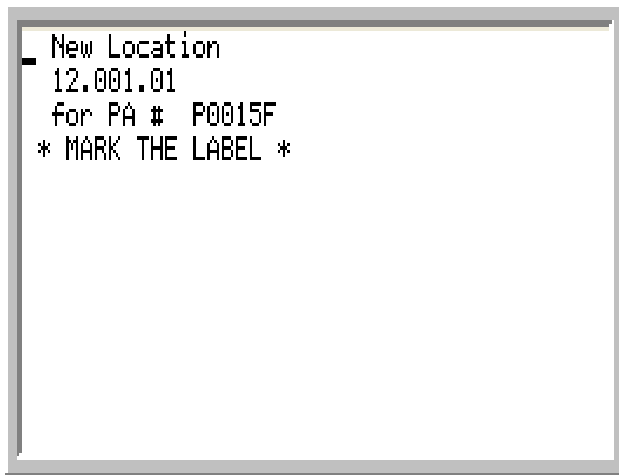 New Location
12.001.01
for PA #  P0015F
* MARK THE LABEL *